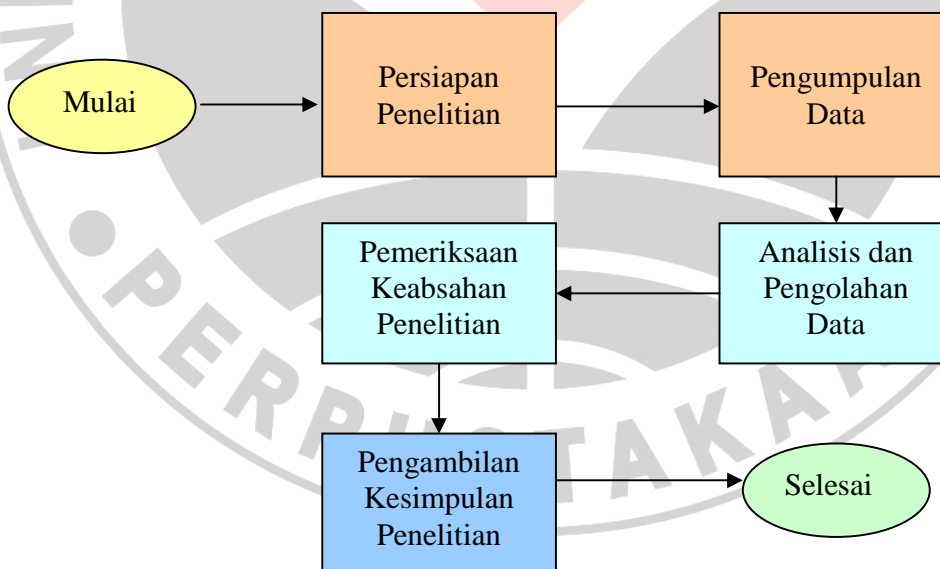 Mulai
Persiapan
Penelitian
Pengumpulan
Data
Analisis dan
Pengolahan
Data
Pemeriksaan
Keabsahan
Penelitian
Pengambilan
Kesimpulan
Penelitian
Selesai